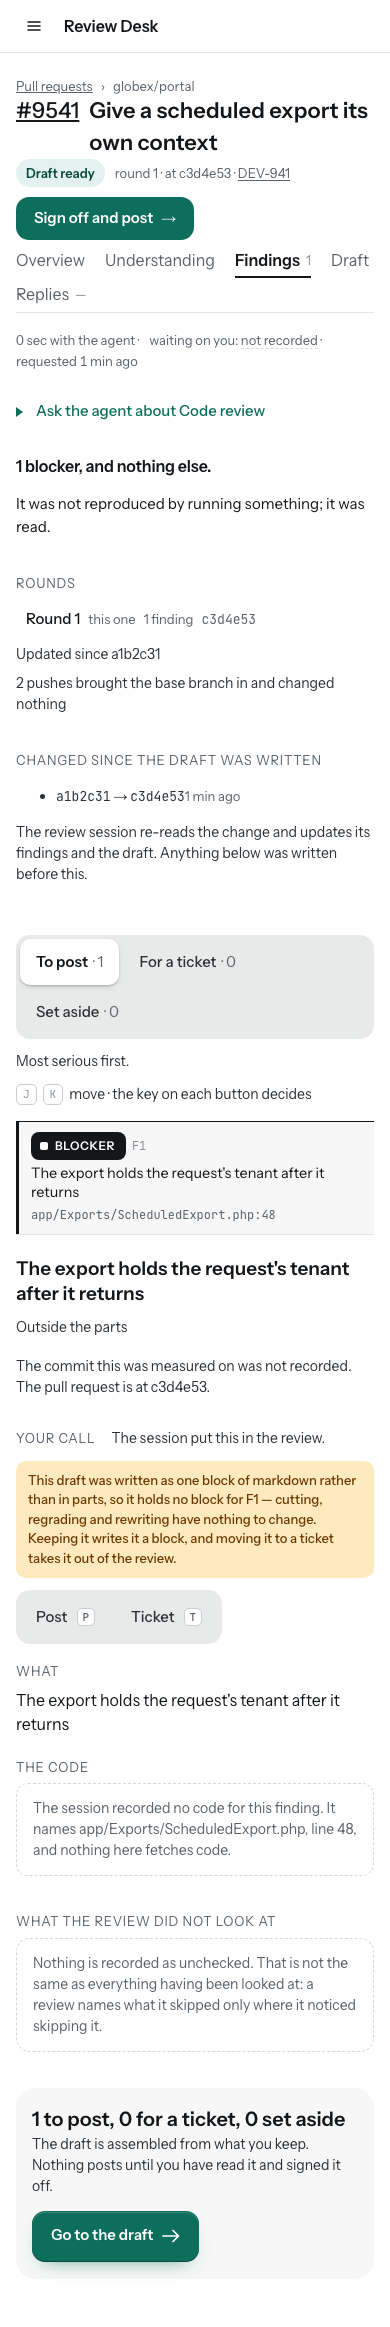 Review Desk
Pull requests › globex/portal
#9541 Give a scheduled export its
own context
Draft ready round 1 · at c3d4e53 · DEV-941
Sign off and post →
Overview Understanding Findings 1 Draft
Replies —
0 sec with the agent · waiting on you: not recorded ·
requested 1 min ago
Ask the agent about Code review
1 blocker, and nothing else.
It was not reproduced by running something; it was
read.
ROUNDS
Round 1 this one 1 finding c3d4e53
Updated since a1b2c31
2 pushes brought the base branch in and changed
nothing
CHANGED SINCE THE DRAFT WAS WRITTEN
• a1b2c31 → c3d4e53 1 min ago
The review session re-reads the change and updates its
findings and the draft. Anything below was written
before this.
To post · 1 For a ticket · 0
Set aside · 0
Most serious first.
J K move · the key on each button decides
BLOCKER F1
The export holds the request's tenant after it
returns
app/Exports/ScheduledExport.php:48
The export holds the request's tenant
after it returns
Outside the parts
The commit this was measured on was not recorded.
The pull request is at c3d4e53.
YOUR CALL The session put this in the review.
This draft was written as one block of markdown rather
than in parts, so it holds no block for F1 — cutting,
regrading and rewriting have nothing to change.
Keeping it writes it a block, and moving it to a ticket
takes it out of the review.
Post P Ticket T
WHAT
The export holds the request's tenant after it
returns
THE CODE
The session recorded no code for this finding. It
names app/Exports/ScheduledExport.php, line 48,
and nothing here fetches code.
WHAT THE REVIEW DID NOT LOOK AT
Nothing is recorded as unchecked. That is not the
same as everything having been looked at: a
review names what it skipped only where it noticed
skipping it.
1 to post, 0 for a ticket, 0 set aside
The draft is assembled from what you keep.
Nothing posts until you have read it and signed it
off.
Go to the draft →